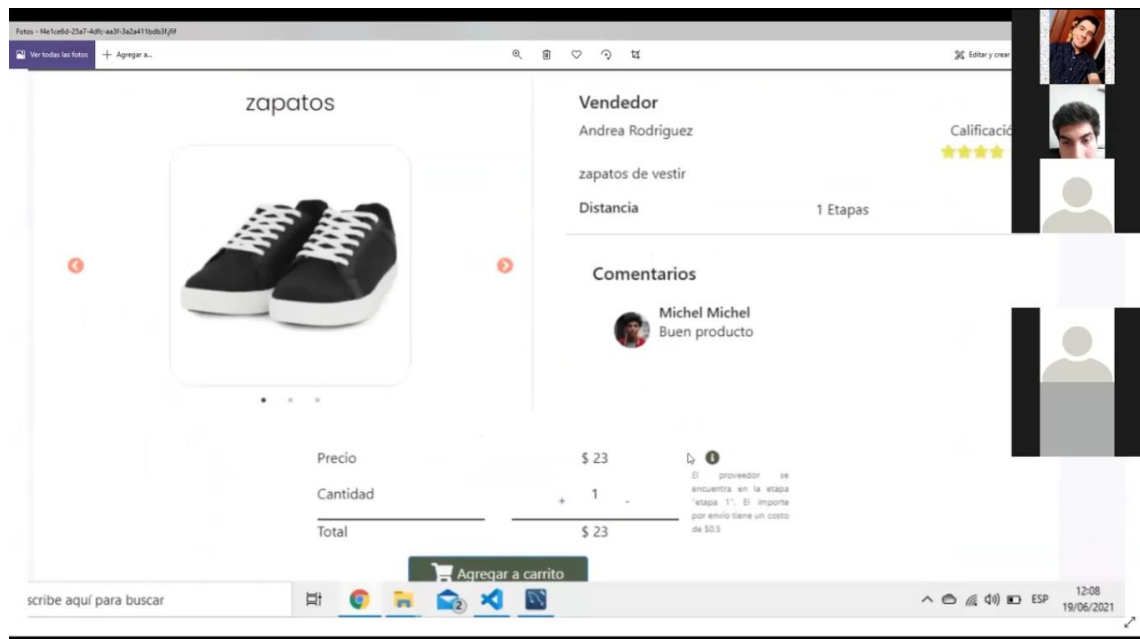 Fotos - f4e1ce6d-25a7-4dfc-aa3f-3a2a411bdb3f.jfif
Ver todas las fotos
Agregar a...
Editar y crear
zapatos
Vendedor
Andrea Rodriguez
Calificació
zapatos de vestir
Distancia 1 Etapas
Comentarios
Michel Michel
Buen producto
Precio $ 23
Cantidad + 1 -
Total $ 23
El proveedor se
encuentra en la etapa
"etapa 1". El importe
por envío tiene un costo
de $0.5
Agregar a carrito
scribe aquí para buscar
2
ESP
12:08
19/06/2021